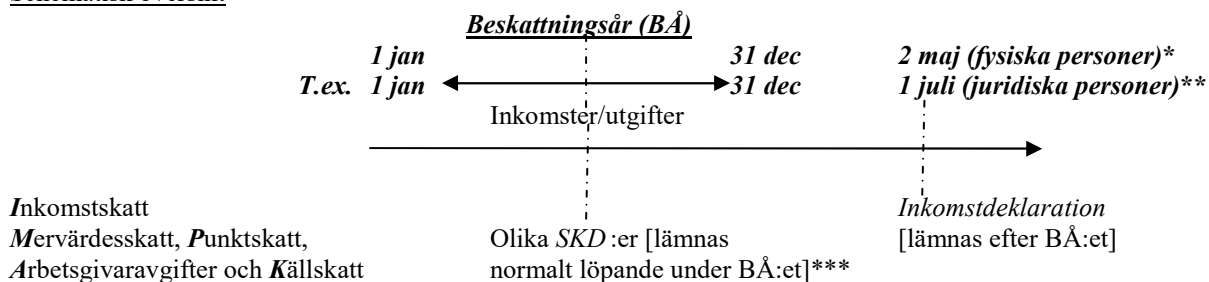 Beskattningsår (BÅ)
1 jan 31 dec 2 maj (fysiska personer)*
T.ex. 1 jan 31 dec 1 juli (juridiska personer)**
Inkomster/utgifter
Inkomstskatt Inkomstdeklaration
Mervärdesskatt, Punktskatt, Olika SKD:er [lämnas [lämnas efter BÅ:et]
Arbetsgivaravgifter och Källskatt normalt löpande under BÅ:et]***